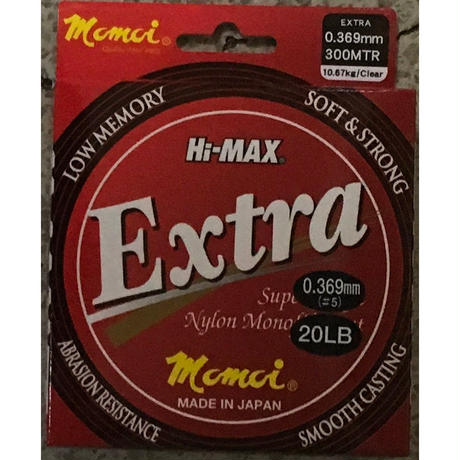 Momoi®
EXTRA
0.369mm
300MTR
10.67kg/Clear
LOW MEMORY
SOFT & STRONG
Hi-MAX®
Extra
0.369mm
(#5)
Nylon
20LB
Momoi®
MADE IN JAPAN
ABRASION RESISTANCE
SMOOTH CASTING